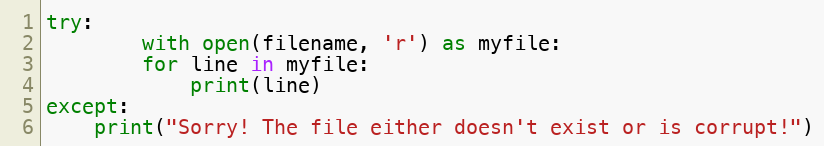 1 try:
2         with open(filename, 'r') as myfile:
3         for line in myfile:
4             print(line)
5 except:
6     print("Sorry! The file either doesn't exist or is corrupt!")